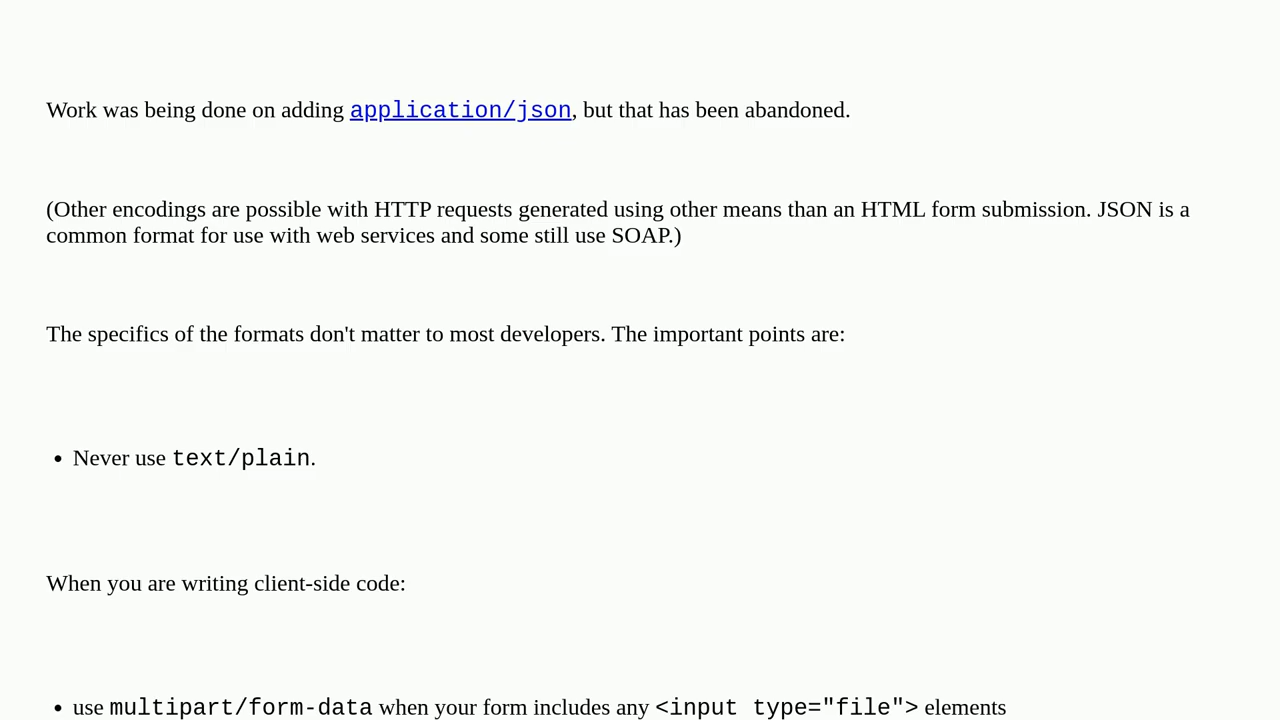 Work was being done on adding application/json, but that has been abandoned.
(Other encodings are possible with HTTP requests generated using other means than an HTML form submission. JSON is a
common format for use with web services and some still use SOAP.)
The specifics of the formats don't matter to most developers. The important points are:
• Never use text/plain.
When you are writing client-side code:
• use multipart/form-data when your form includes any <input type="file"> elements